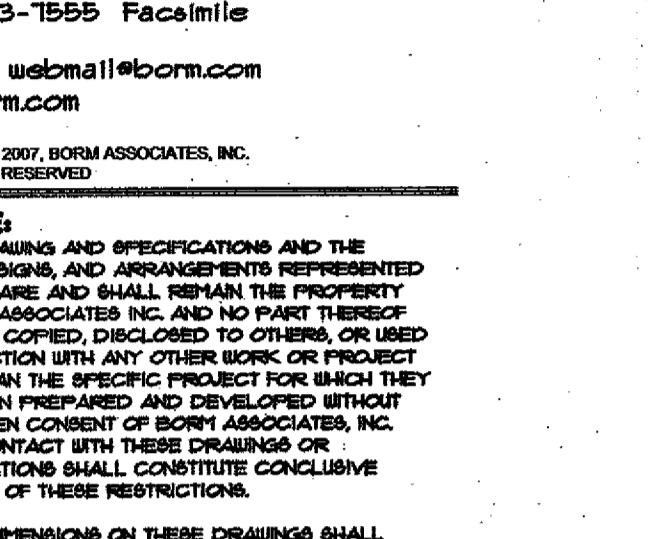 3-7555 Facsimile
webmail@borm.com
rm.com
2007, BORM ASSOCIATES, INC.
RESERVED
E:
AWING AND SPECIFICATIONS AND THE
SIGNS, AND ARRANGEMENTS REPRESENTED
ARE AND SHALL REMAIN THE PROPERTY
ASSOCIATES INC. AND NO PART THEREOF
COPIED, DISCLOSED TO OTHERS, OR USED
CTION WITH ANY OTHER WORK OR PROJECT
AN THE SPECIFIC PROJECT FOR WHICH THEY
N PREPARED AND DEVELOPED WITHOUT
EN CONSENT OF BORM ASSOCIATES, INC.
NTACT WITH THESE DRAWINGS OR
TIONS SHALL CONSTITUTE CONCLUSIVE
OF THESE RESTRICTIONS.
IMENSIONS ON THESE DRAWINGS SHALL